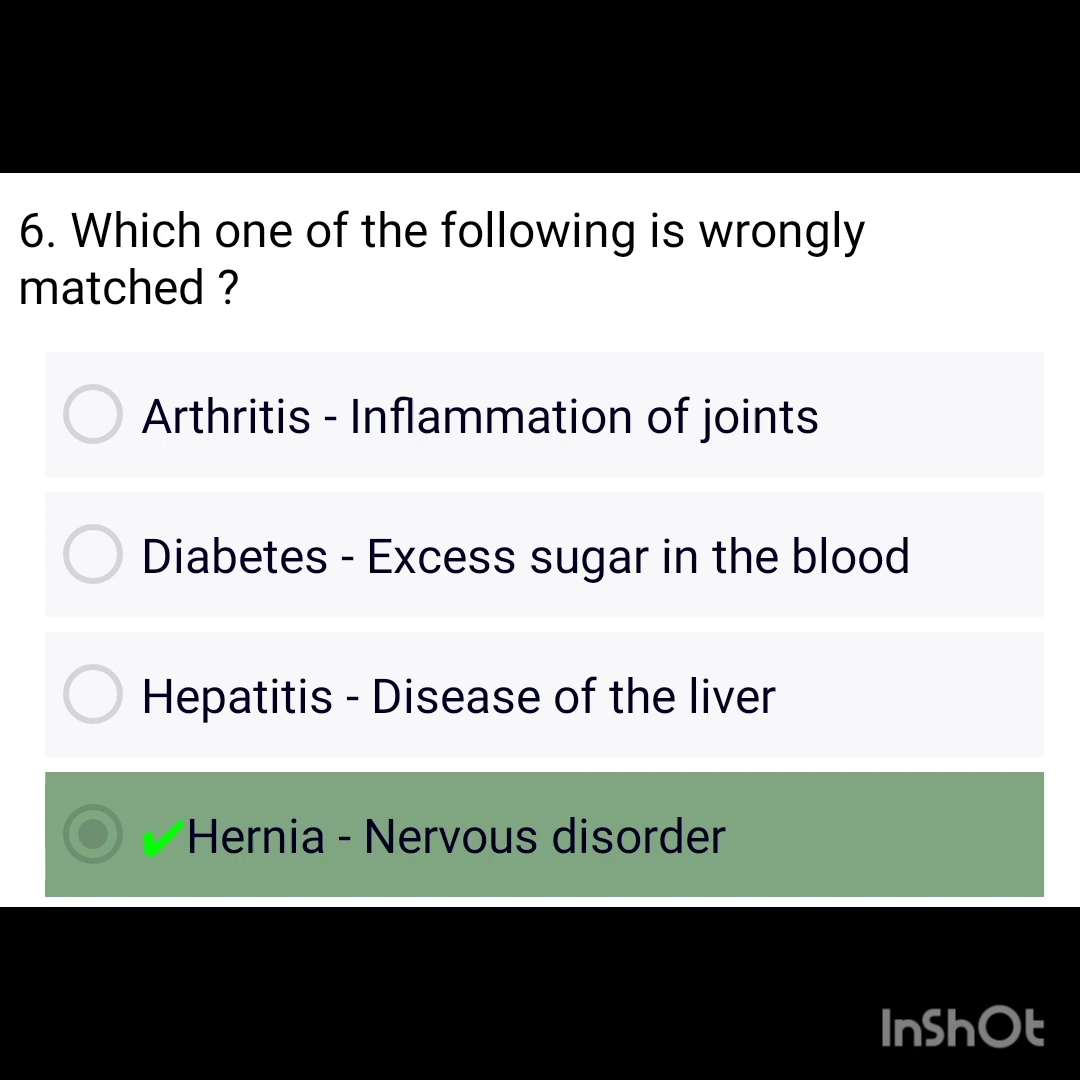 6. Which one of the following is wrongly
matched ?
Arthritis - Inflammation of joints
Diabetes - Excess sugar in the blood
Hepatitis - Disease of the liver
✔Hernia - Nervous disorder
InShOt